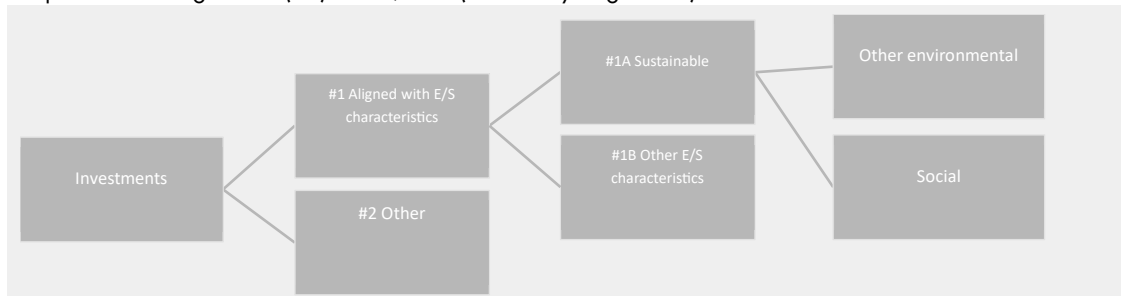 Investments
#1 Aligned with E/S
characteristics
#2 Other
#1A Sustainable
#1B Other E/S
characteristics
Other environmental
Social